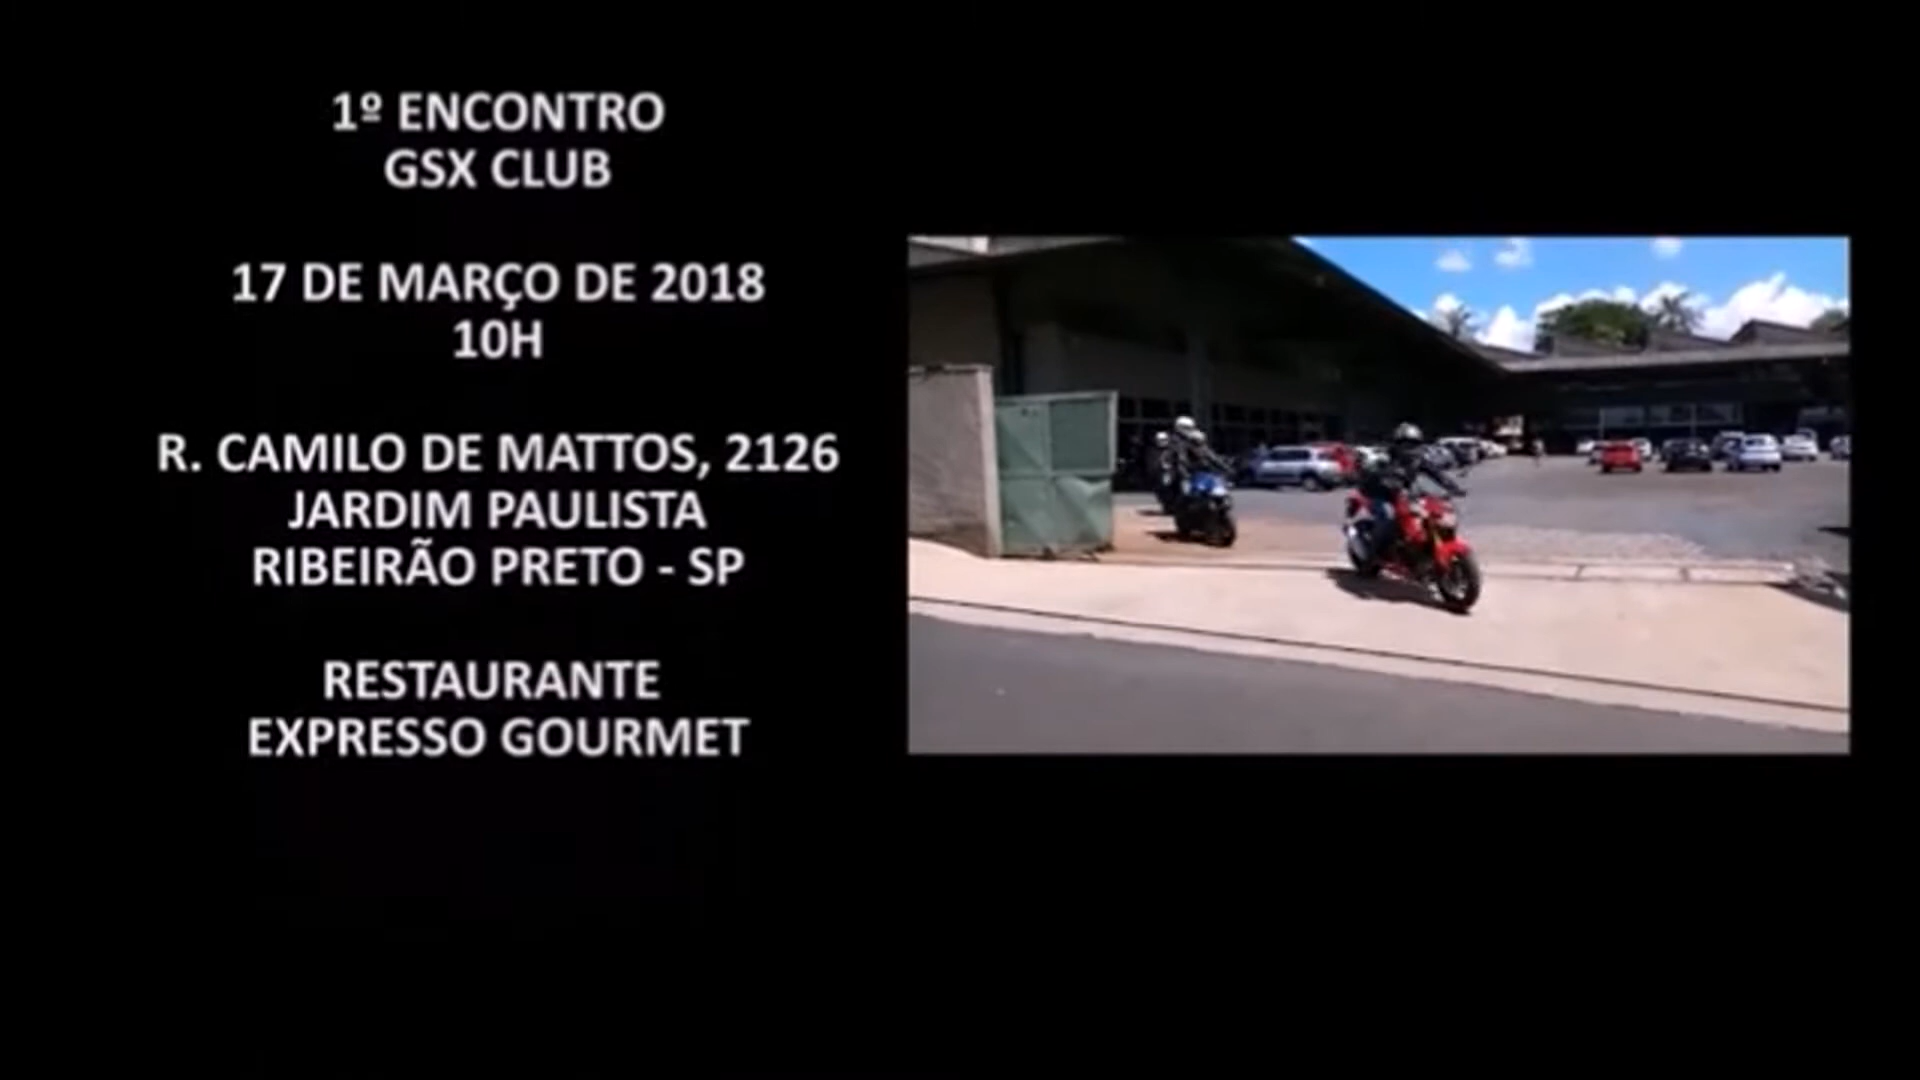 1º ENCONTRO
GSX CLUB
17 DE MARÇO DE 2018
10H
R. CAMILO DE MATTOS, 2126
JARDIM PAULISTA
RIBEIRÃO PRETO - SP
RESTAURANTE
EXPRESSO GOURMET